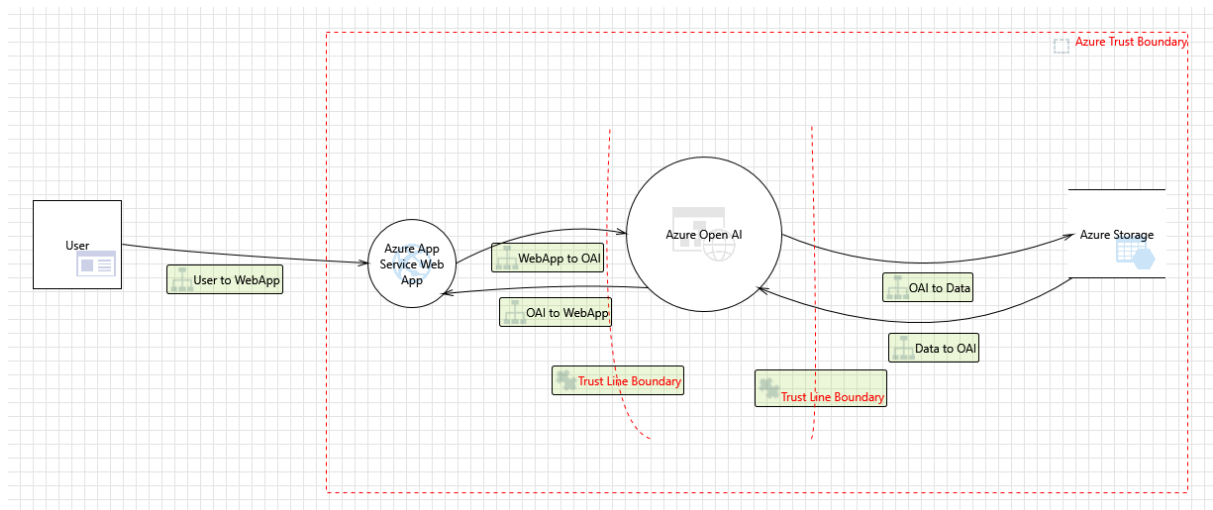 Azure Trust Boundary
User
User to WebApp
Azure App
Service Web
App
WebApp to OAI
OAI to WebApp
Trust Line Boundary
Azure Open AI
Trust Line Boundary
OAI to Data
Data to OAI
Azure Storage